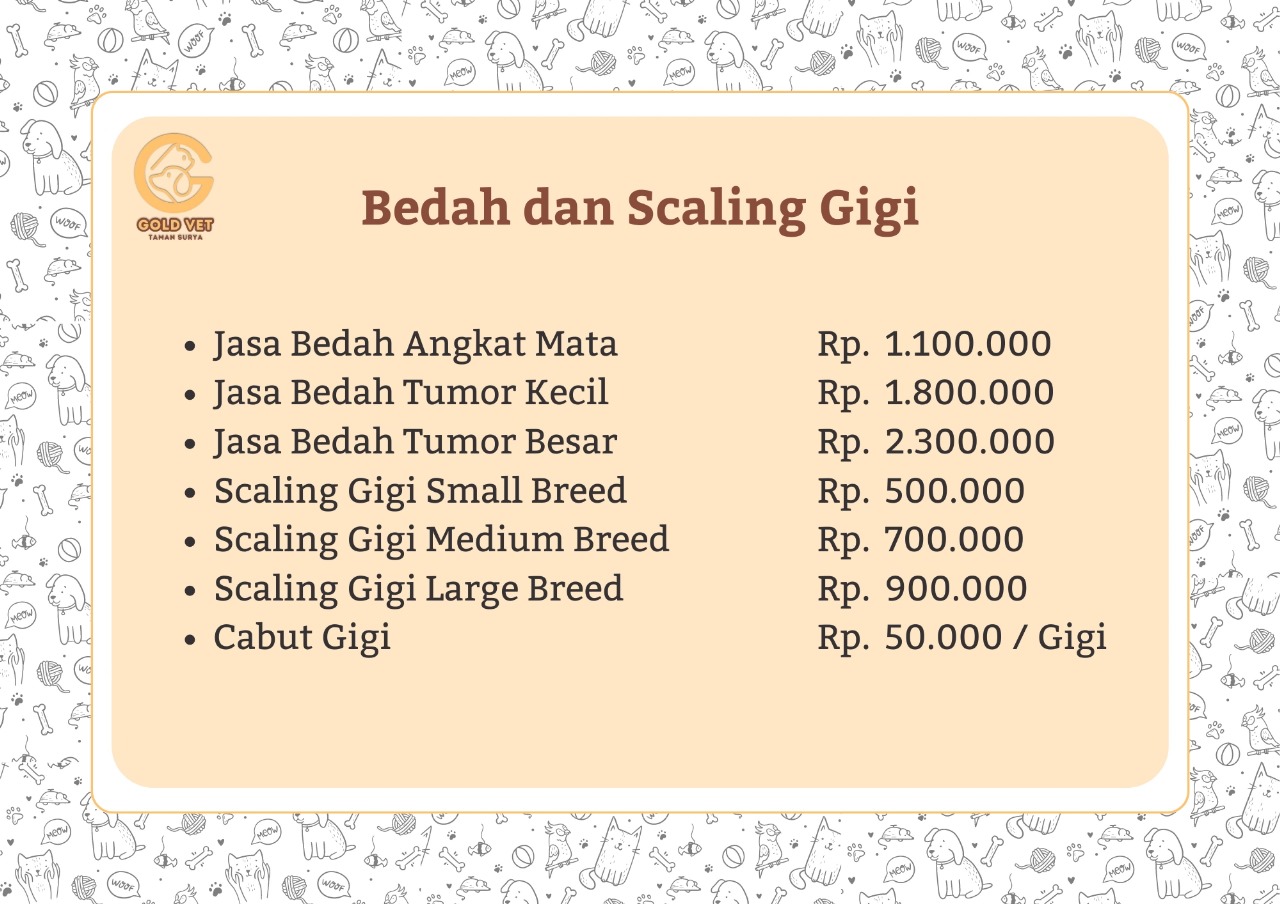 GOLD VET
TAMAN SURYA
Bedah dan Scaling Gigi
• Jasa Bedah Angkat Mata Rp. 1.100.000
• Jasa Bedah Tumor Kecil Rp. 1.800.000
• Jasa Bedah Tumor Besar Rp. 2.300.000
• Scaling Gigi Small Breed Rp. 500.000
• Scaling Gigi Medium Breed Rp. 700.000
• Scaling Gigi Large Breed Rp. 900.000
• Cabut Gigi Rp. 50.000 / Gigi
WOOF
MEOW